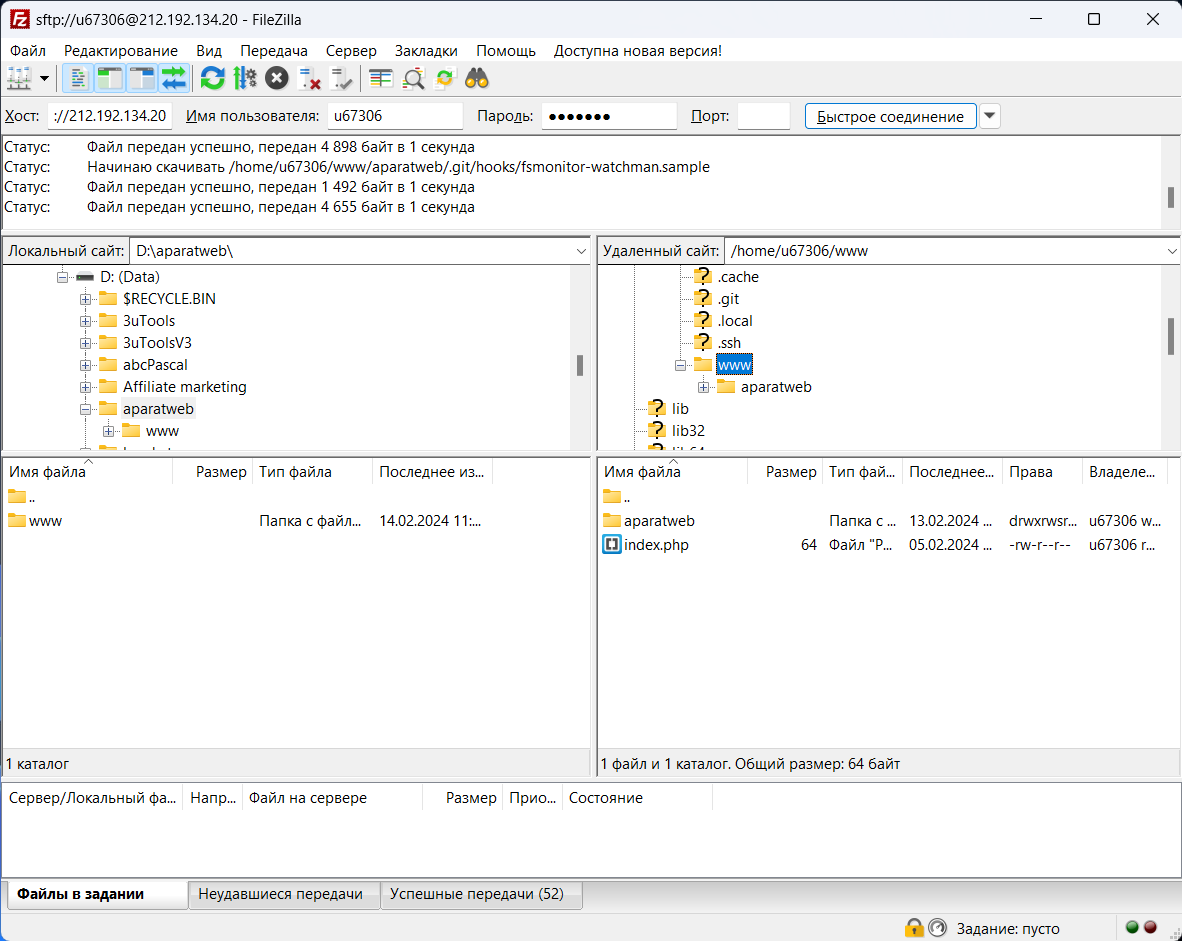 sftp://u67306@212.192.134.20 - FileZilla
Файл Редактирование Вид Передача Сервер Закладки Помощь Доступна новая версия!
Хост: ://212.192.134.20 Имя пользователя: u67306 Пароль: ●●●●●●● Порт: Быстрое соединение
Статус: Файл передан успешно, передан 4 898 байт в 1 секунда
Статус: Начинаю скачивать /home/u67306/www/aparatweb/.git/hooks/fsmonitor-watchman.sample
Статус: Файл передан успешно, передан 1 492 байт в 1 секунда
Статус: Файл передан успешно, передан 4 655 байт в 1 секунда
Локальный сайт: D:\aparatweb\
D: (Data)
$RECYCLE.BIN
3uTools
3uToolsV3
abcPascal
Affiliate marketing
aparatweb
www
Удаленный сайт: /home/u67306/www
.cache
.git
.local
.ssh
www
aparatweb
lib
lib32
Имя файла Размер Тип файла Последнее из...
..
www Папка с файл... 14.02.2024 11:...
1 каталог
Имя файла Размер Тип фай... Последнее... Права Владеле...
..
aparatweb Папка с ... 13.02.2024 ... drwxrwsr... u67306 w...
index.php 64 Файл "P... 05.02.2024 ... -rw-r--r-- u67306 r...
1 файл и 1 каталог. Общий размер: 64 байт
Сервер/Локальный фа... Напр... Файл на сервере Размер Прио... Состояние
Файлы в задании Неудавшиеся передачи Успешные передачи (52)
Задание: пусто